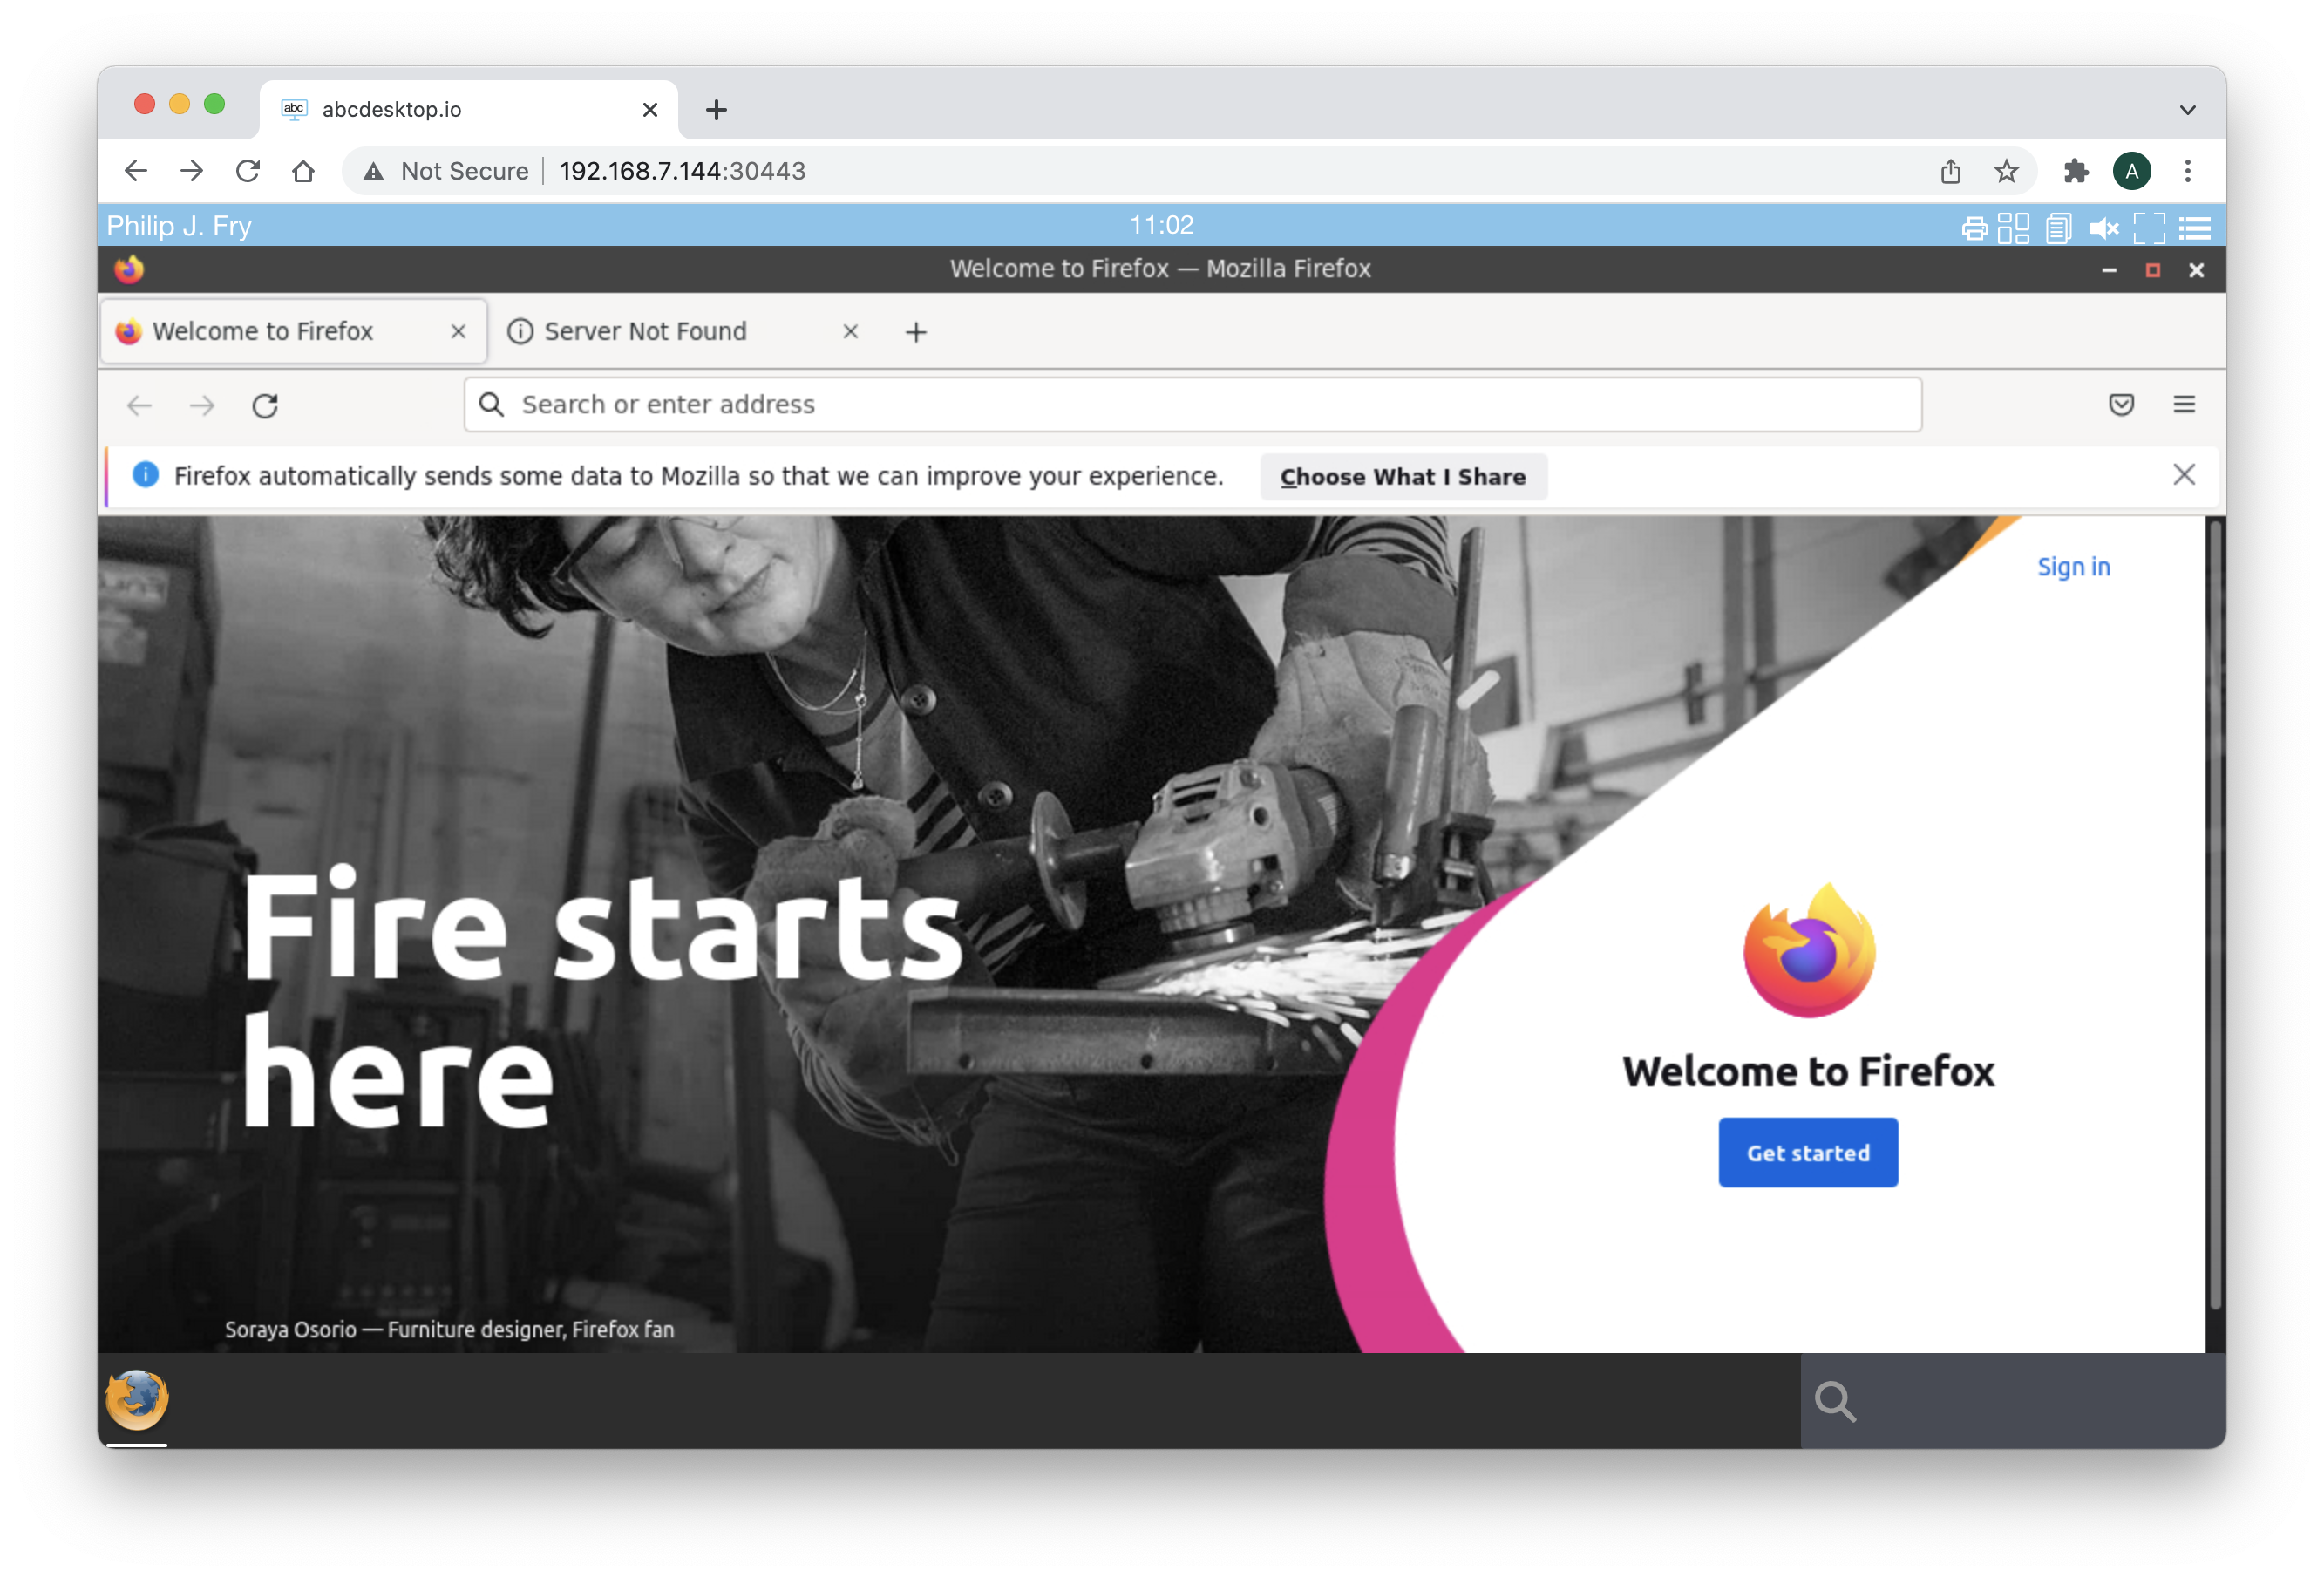 abc abcdesktop.io
Not Secure 192.168.7.144:30443
A
Philip J. Fry 11:02
Welcome to Firefox — Mozilla Firefox
Welcome to Firefox Server Not Found
Search or enter address
Firefox automatically sends some data to Mozilla so that we can improve your experience. Choose What I Share
Sign in
Fire starts
here
Welcome to Firefox
Get started
Soraya Osorio — Furniture designer, Firefox fan